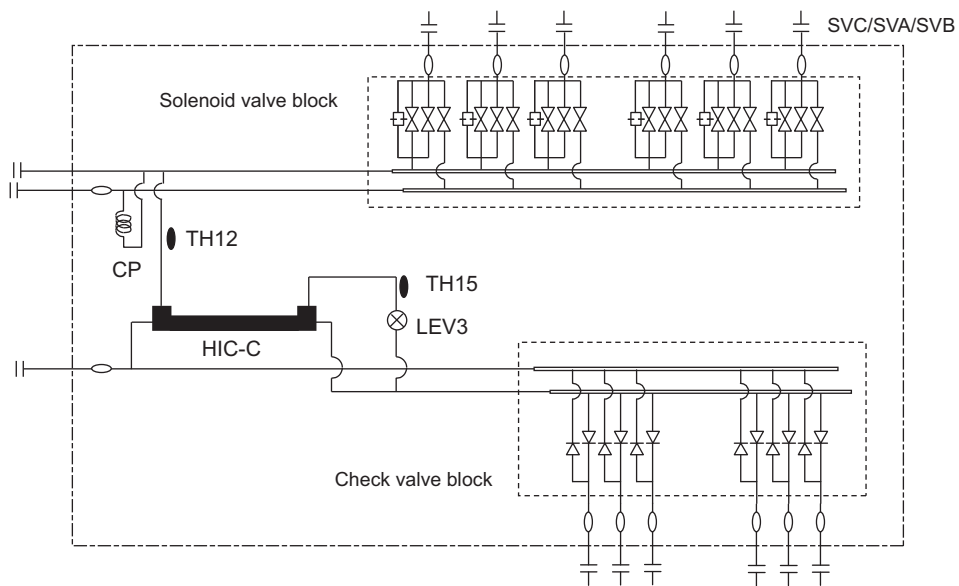 SVC/SVA/SVB
Solenoid valve block
TH12
CP
TH15
LEV3
HIC-C
Check valve block